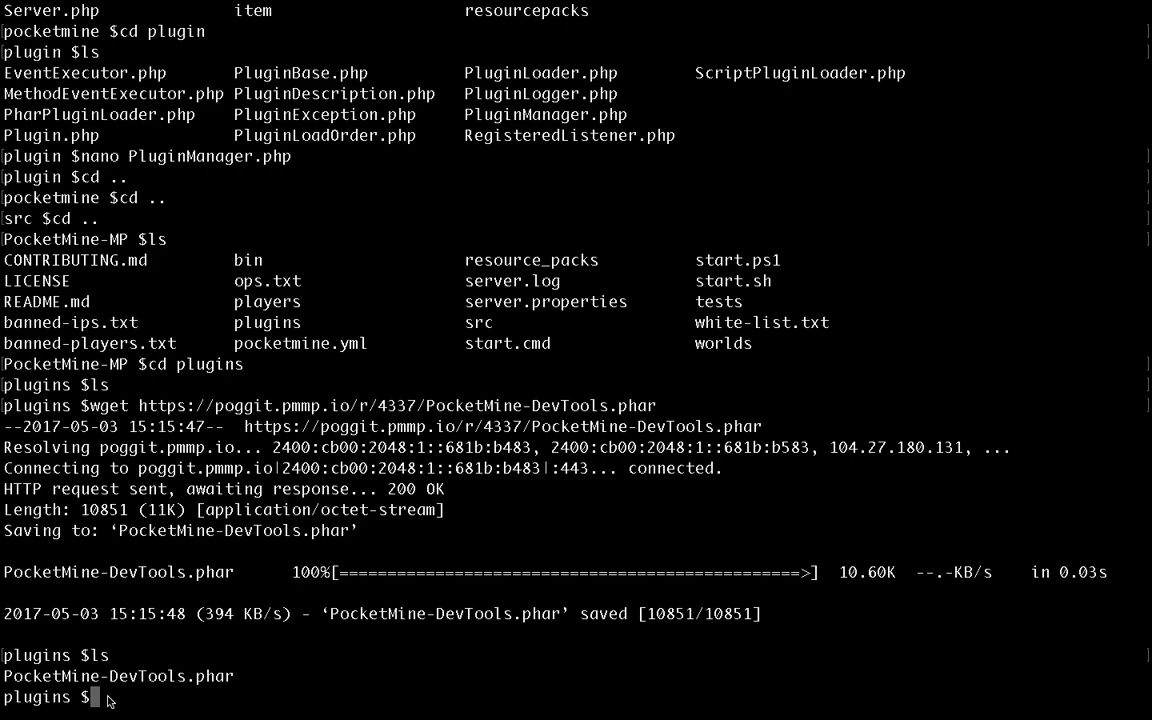 Server.php item resourcepacks
pocketmine $cd plugin
plugin $ls
EventExecutor.php PluginBase.php PluginLoader.php ScriptPluginLoader.php
MethodEventExecutor.php PluginDescription.php PluginLogger.php
PharPluginLoader.php PluginException.php PluginManager.php
Plugin.php PluginLoadOrder.php RegisteredListener.php
plugin $nano PluginManager.php
plugin $cd ..
pocketmine $cd ..
src $cd ..
PocketMine-MP $ls
CONTRIBUTING.md bin resource_packs start.ps1
LICENSE ops.txt server.log start.sh
README.md players server.properties tests
banned-ips.txt plugins src white-list.txt
banned-players.txt pocketmine.yml start.cmd worlds
PocketMine-MP $cd plugins
plugins $ls
plugins $wget https://poggit.pmmp.io/r/4337/PocketMine-DevTools.phar
--2017-05-03 15:15:47-- https://poggit.pmmp.io/r/4337/PocketMine-DevTools.phar
Resolving poggit.pmmp.io... 2400:cb00:2048:1::681b:b483, 2400:cb00:2048:1::681b:b583, 104.27.180.131, ...
Connecting to poggit.pmmp.io|2400:cb00:2048:1::681b:b483|:443... connected.
HTTP request sent, awaiting response... 200 OK
Length: 10851 (11K) [application/octet-stream]
Saving to: ‘PocketMine-DevTools.phar’
PocketMine-DevTools.phar 100%[================================================>] 10.60K --.-KB/s in 0.03s
2017-05-03 15:15:48 (394 KB/s) - ‘PocketMine-DevTools.phar’ saved [10851/10851]
plugins $ls
PocketMine-DevTools.phar
plugins $